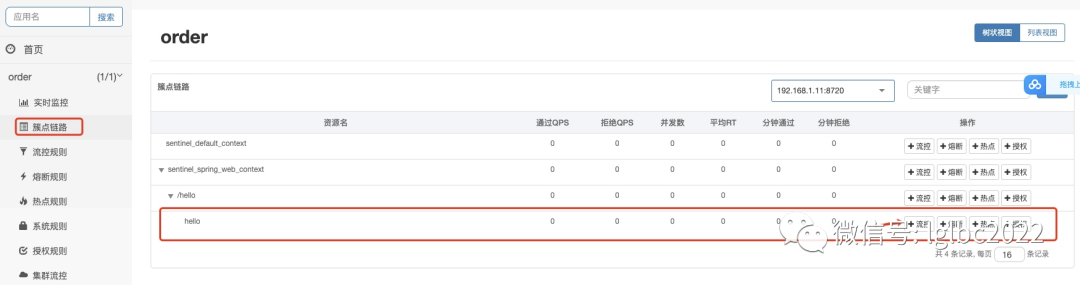 应用名 搜索
首页
order (1/1)
实时监控
簇点链路
流控规则
熔断规则
热点规则
系统规则
授权规则
集群流控
order
树状视图 列表视图
簇点链路 192.168.1.11:8720 关键字
拖拽上
资源名 通过QPS 拒绝QPS 并发数 平均RT 分钟通过 分钟拒绝 操作
sentinel_default_context 0 0 0 0 0 0 +流控 +熔断 +热点 +授权
sentinel_spring_web_context 0 0 0 0 0 0 +流控 +熔断 +热点 +授权
/hello 0 0 0 0 0 0 +流控 +熔断 +热点 +授权
hello 0 0 0 0 0 0 +流控 +熔断 +热点 +授权
微信号: lglbc2022
共 4 条记录, 每页 16 条记录